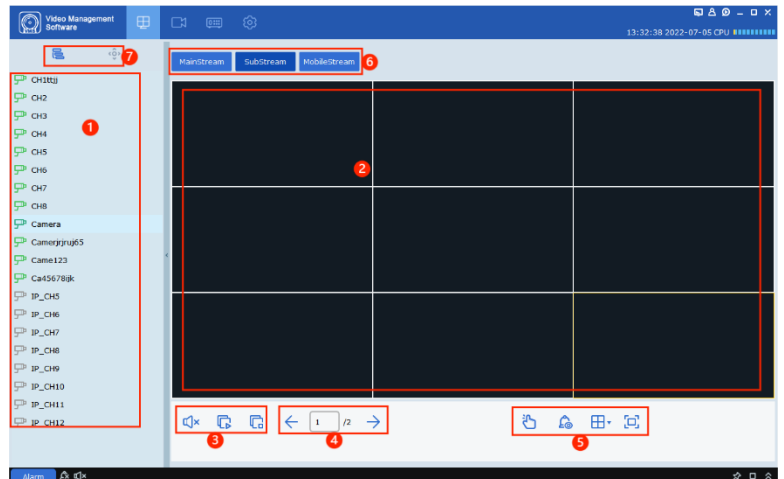 Video Management
Software
13:32:38 2022-07-05 CPU
7
MainStream SubStream MobileStream 6
CH1ttjj
CH2
CH3
1
CH4
CH5
CH6
2
CH7
CH8
Camera
Camerjrjruj65
Came123
Ca45678ijk
IP_CH5
IP_CH6
IP_CH7
IP_CH8
IP_CH9
IP_CH10
IP_CH11
IP_CH12
1 /2
3 4 5
Alarm